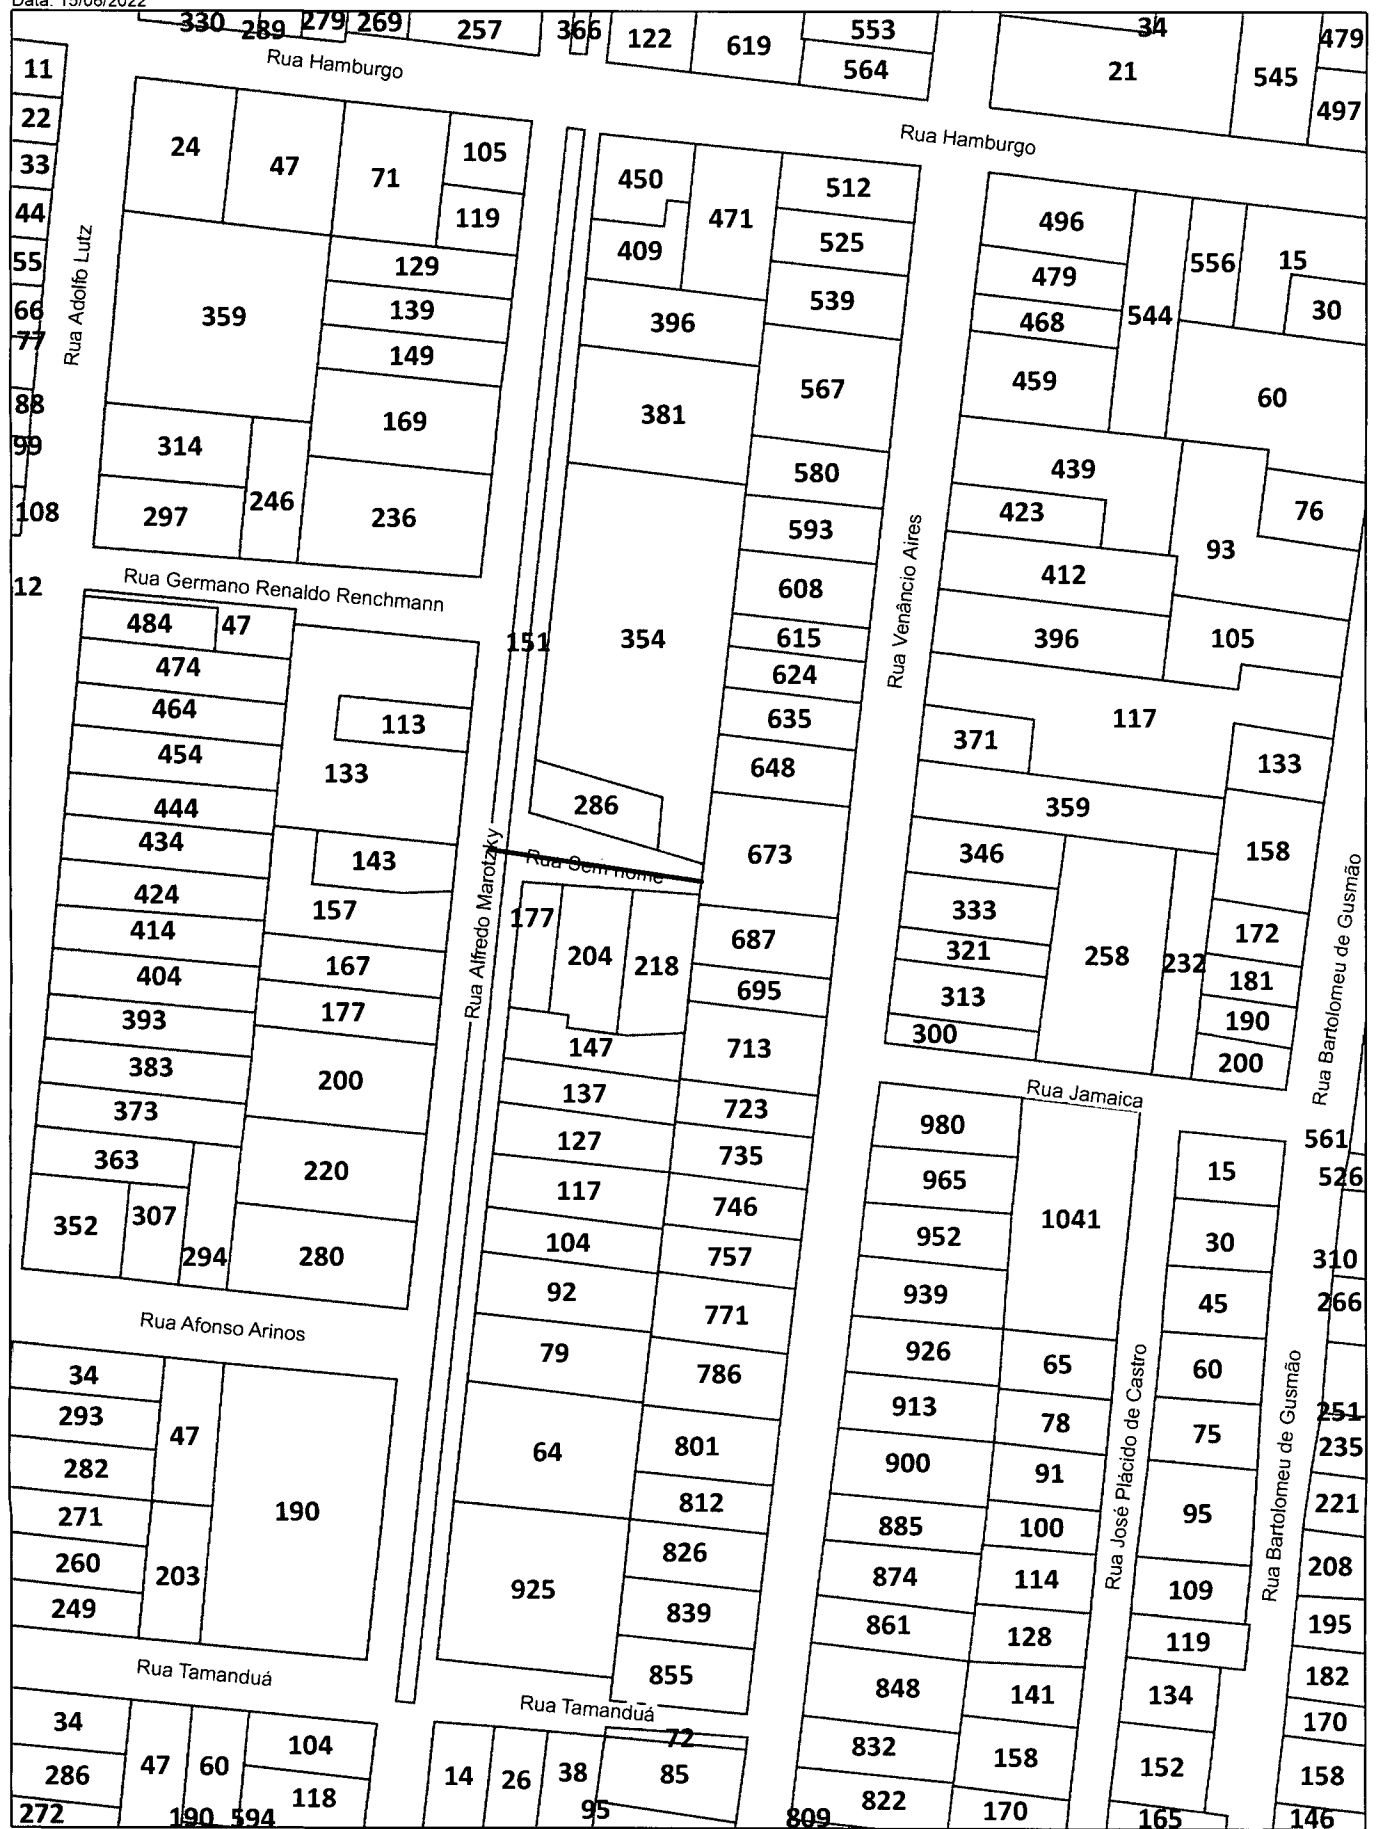 Data: 15/06/2022
330 289 279 269 257 366 122 619 553 34 479
564 21 545 497
Rua Hamburgo
Rua Hamburgo
11
22
33
44
55
66
77
88
99
108
12
Rua Adolfo Lutz
24 47 71 105
119
359 129
139
149
169
314
297 246 236
450 471 512
409 525
396 539
381 567
580
593
354 608
615
624
635
648
286 673
496 544 556 15
479 30
468
459 60
439
423 93 76
412
396 105
117
371 133
359
346 258 232 158
333
321 172
313 181
300 190
200
Rua Venâncio Aires
Rua Germano Renaldo Renchmann
151
484 47
474
464 113
454 133
444
434 143
424 157
414
404 167
393 177
383 200
373
363 220
352 307 294 280
Rua Alfredo Marotzky
Rua Sem nome
177 204 218 687
695
147 713
137 723
127 735
117 746
104 757
92 771
79 786
64 801
812
925 826
839
855
Rua Bartolomeu de Gusmão
Rua Jamaica
980 1041 15
965 30
952 45
939 60
926 65
913 78 75
900 91 95
885 100
874 114 109
861 128 119
848 141 134
832 158 152
822 170 165
809
561
526
310
266
251
235
221
208
195
182
170
158
146
Rua José Plácido de Castro
Rua Bartolomeu de Gusmão
Rua Afonso Arinos
34 47 190
293
282
271 203
260
249
Rua Tamanduá
Rua Tamanduá
34 47 60 104
286 118
272 190 594
14 26 38 72
85
95